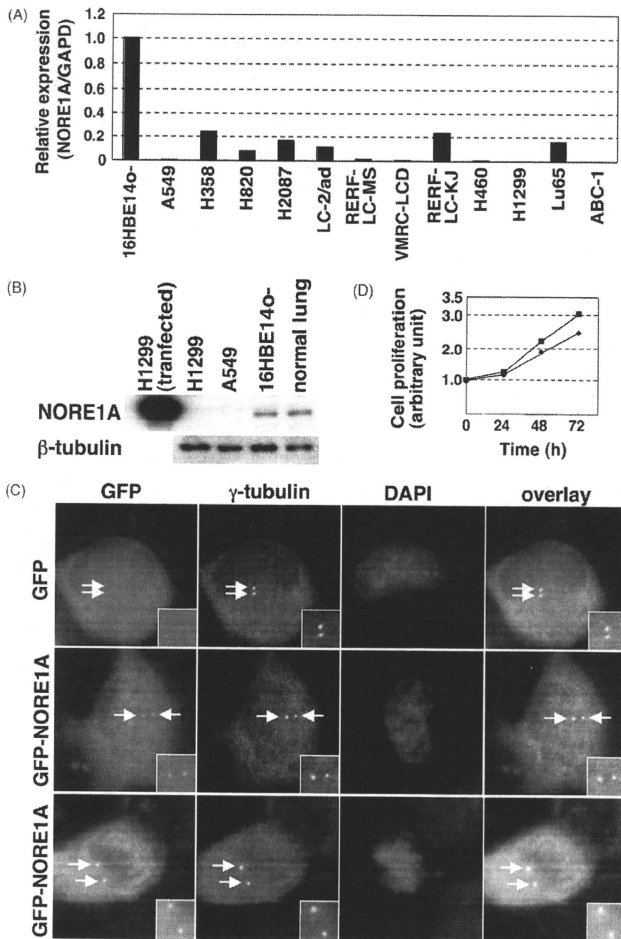 (A)
Relative expression
(NORE1A/GAPD)
1.2
1.0
0.8
0.6
0.4
0.2
0
16HBE14o-
A549
H358
H820
H2087
LC-2/ad
RERF-
LC-MS
VMRC-LCD
RERF-
LC-KJ
H460
H1299
Lu65
ABC-1
(B)
H1299
(tranfected)
H1299
A549
16HBE14o-
normal lung
NORE1A
β-tubulin
(D)
Cell proliferation
(arbitrary unit)
3.5
3.0
2.0
1.0
0 24 48 72
Time (h)
(C)
GFP γ-tubulin DAPI overlay
GFP
GFP-NORE1A
GFP-NORE1A